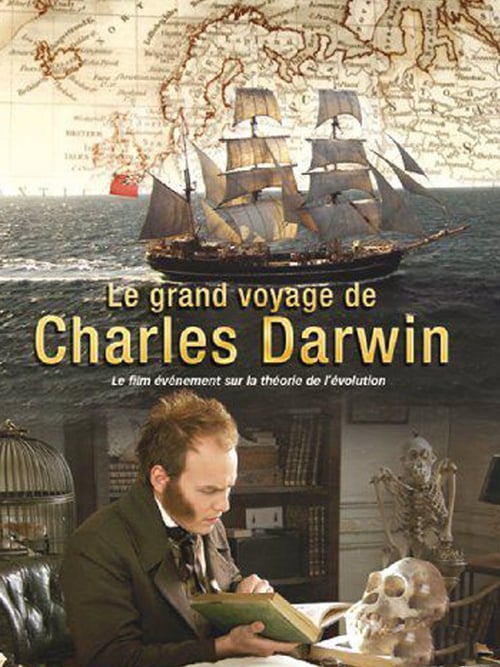 Le grand voyage de
Charles Darwin
Le film événement sur la théorie de l'évolution